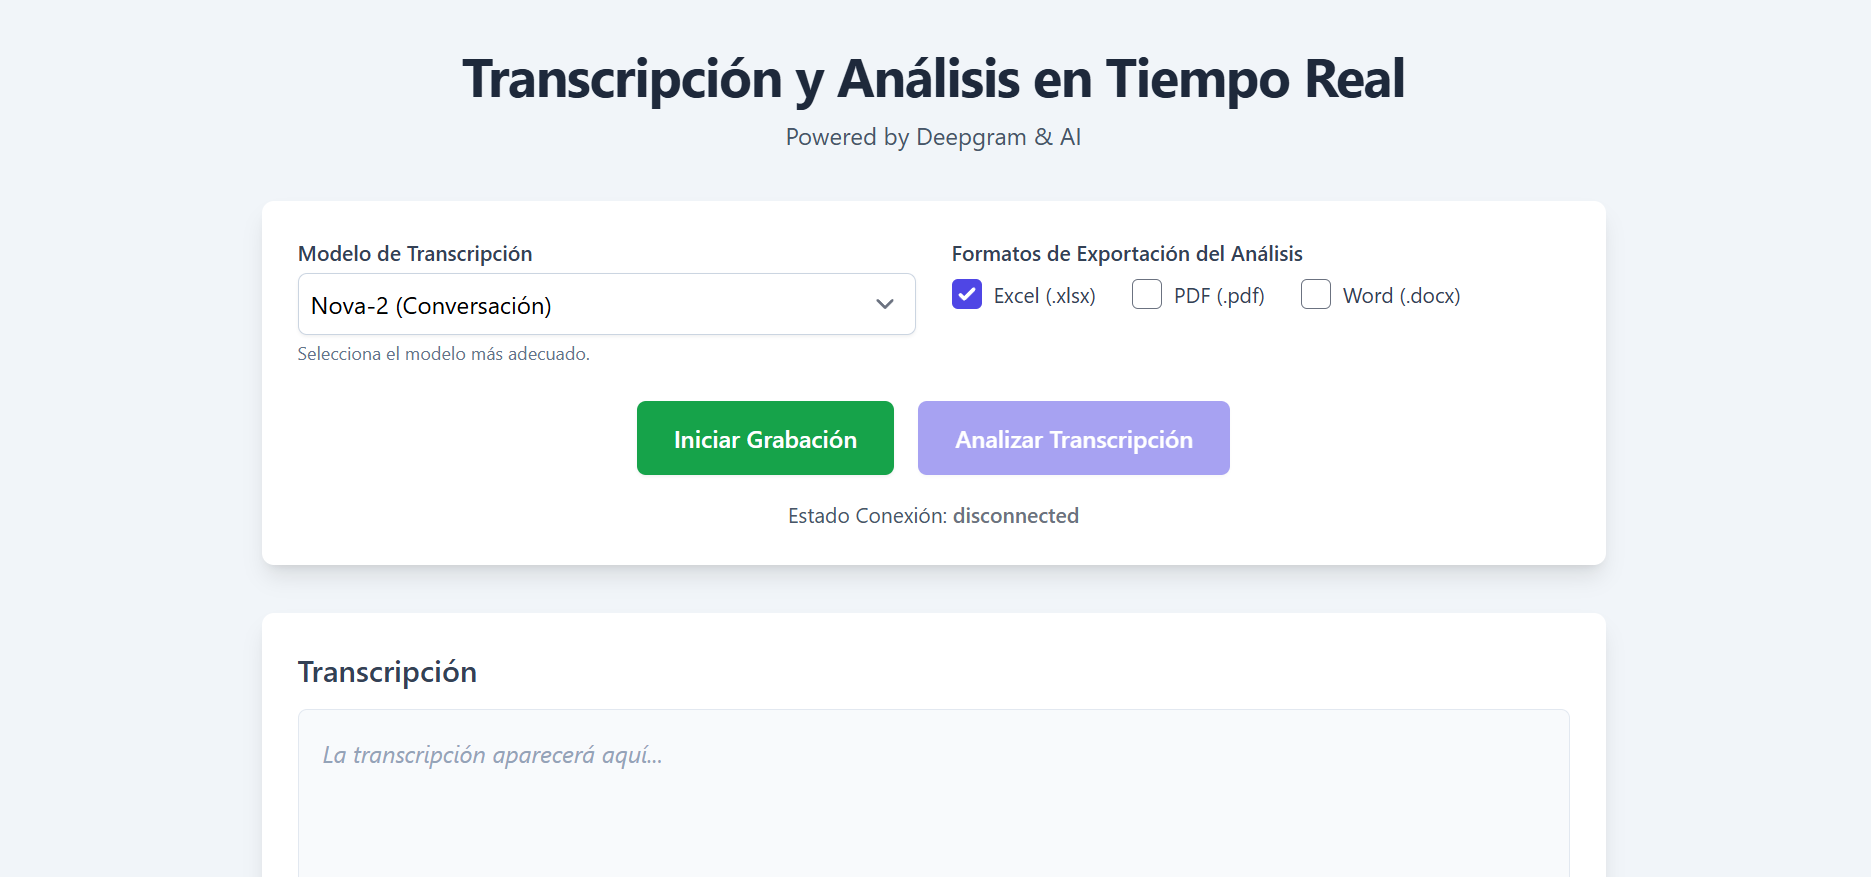 Transcripción y Análisis en Tiempo Real
Powered by Deepgram & AI
Modelo de Transcripción
Nova-2 (Conversación)
Selecciona el modelo más adecuado.
Formatos de Exportación del Análisis
Excel (.xlsx) PDF (.pdf) Word (.docx)
Iniciar Grabación Analizar Transcripción
Estado Conexión: disconnected
Transcripción
La transcripción aparecerá aquí...